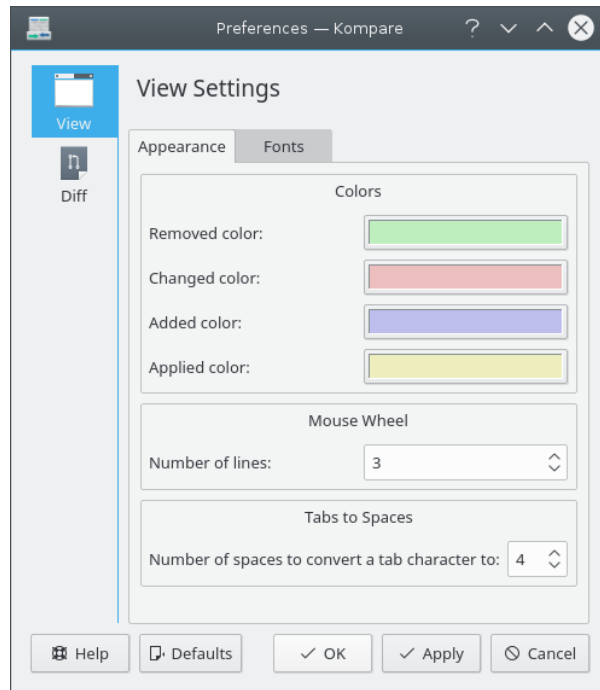 Preferences — Kompare
View
Diff
View Settings
Appearance Fonts
Colors
Removed color:
Changed color:
Added color:
Applied color:
Mouse Wheel
Number of lines: 3
Tabs to Spaces
Number of spaces to convert a tab character to: 4
Help Defaults OK Apply Cancel